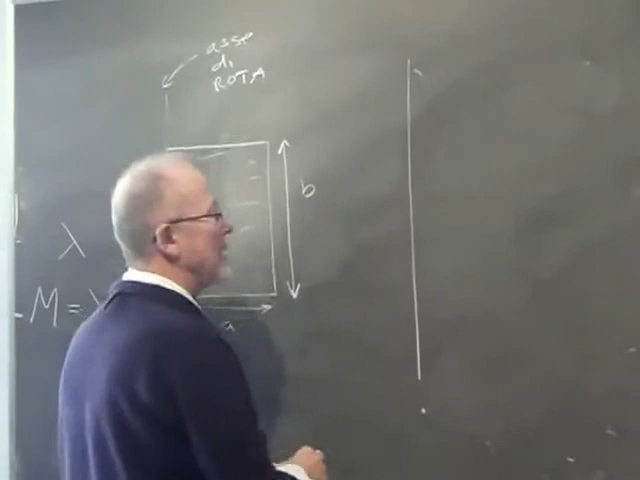 asse
di
ROTA
b
λ
M =
a